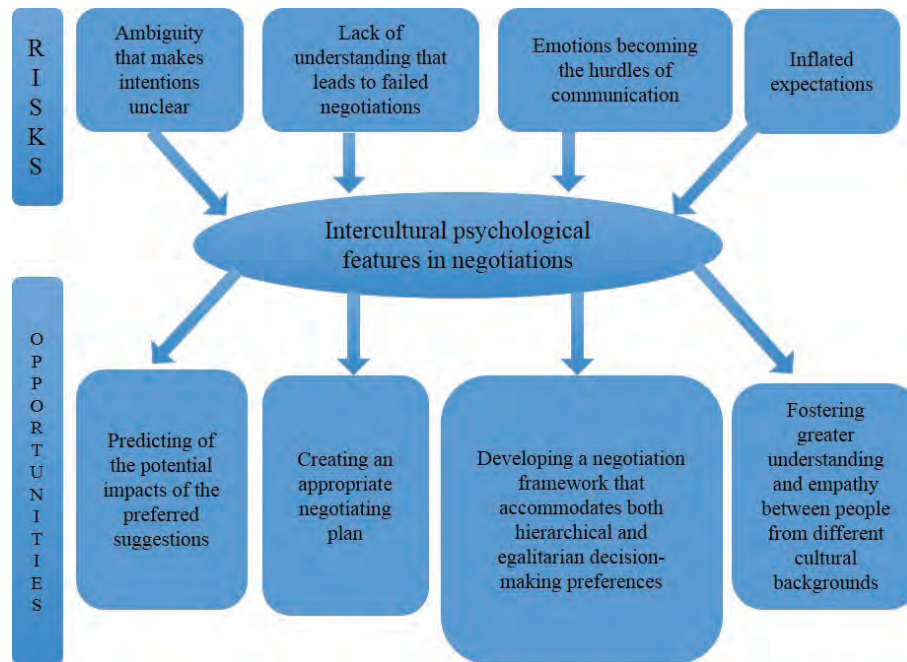 RISKS
Ambiguity
that makes
intentions
unclear
Lack of
understanding that
leads to failed
negotiations
Emotions becoming
the hurdles of
communication
Inflated
expectations
Intercultural psychological
features in negotiations
OPPORTUNITIES
Predicting of
the potential
impacts of the
preferred
suggestions
Creating an
appropriate
negotiating
plan
Developing a negotiation
framework that
accommodates both
hierarchical and
egalitarian decision-
making preferences
Fostering
greater
understanding
and empathy
between people
from different
cultural
backgrounds